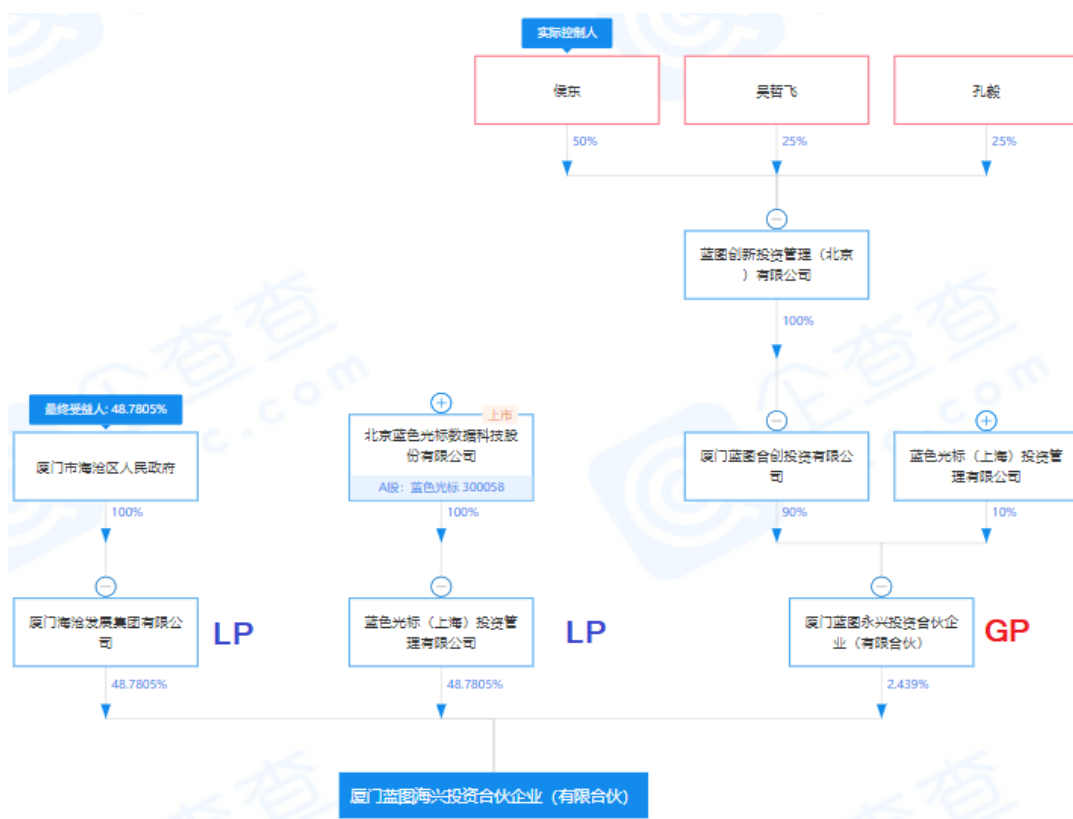 实际控制人
侯东
吴哲飞
孔毅
50%
25%
25%
蓝图创新投资管理（北京
）有限公司
100%
最终受益人: 48.7805%
厦门市海沧区人民政府
上市
北京蓝色光标数据科技股
份有限公司
A股：蓝色光标 300058
厦门蓝图合创投资有限公
司
蓝色光标（上海）投资管
理有限公司
100%
100%
90%
10%
厦门海沧发展集团有限公
司
LP
蓝色光标（上海）投资管
理有限公司
LP
厦门蓝图永兴投资合伙企
业（有限合伙）
GP
48.7805%
48.7805%
2.439%
厦门蓝图海兴投资合伙企业（有限合伙）
企查查
c.com
企查查
c.com